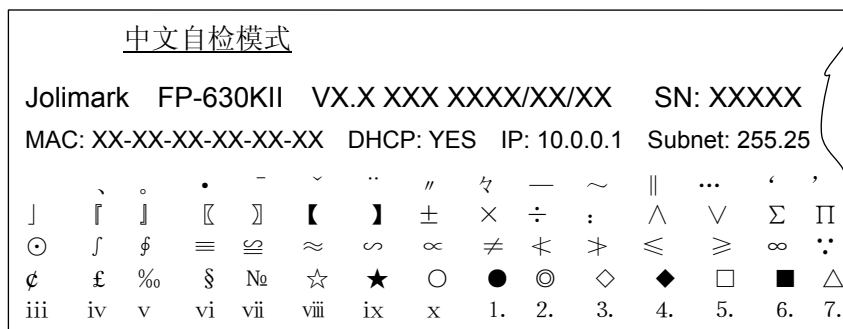 中文自检模式
Jolimark FP-630KII VX.X XXX XXXX/XX/XX SN: XXXXX
MAC: XX-XX-XX-XX-XX-XX DHCP: YES IP: 10.0.0.1 Subnet: 255.25
、 。 · ˉ ˇ ¨ 〃 々 — ～ ‖ … ‘ ’
」 『 』 〖 〗 【 】 ± × ÷ ∶ ∧ ∨ Σ Π
⊙ ∫ ∮ ≡ ≌ ≈ ∽ ∝ ≠ ≮ ≯ ≤ ≥ ∞ ∵
¢ £ ‰ § № ☆ ★ ○ ● ◎ ◇ ◆ □ ■ △
ⅲ ⅳ ⅴ ⅵ ⅶ ⅷ ⅸ ⅹ ⒈ ⒉ ⒊ ⒋ ⒌ ⒍ ⒎